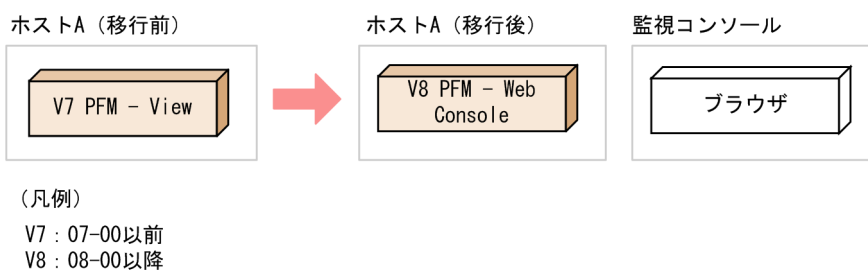 ホストA（移行前）
ホストA（移行後）
監視コンソール
V7 PFM − View
V8 PFM − Web
Console
ブラウザ
（凡例）
V7：07-00以前
V8：08-00以降